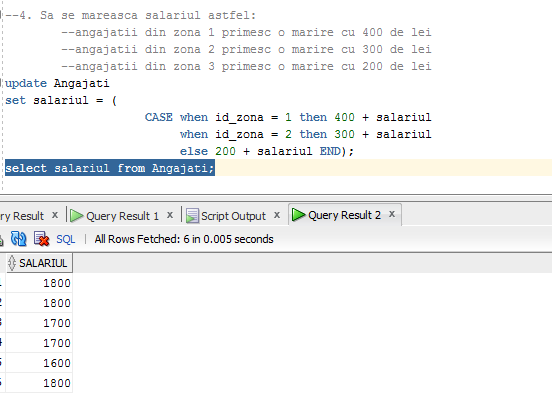 --4. Sa se mareasca salariul astfel:
--angajatii din zona 1 primesc o marire cu 400 de lei
--angajatii din zona 2 primesc o marire cu 300 de lei
--angajatii din zona 3 primesc o marire cu 200 de lei
update Angajati
set salariul = (
CASE when id_zona = 1 then 400 + salariul
when id_zona = 2 then 300 + salariul
else 200 + salariul END);
select salariul from Angajati;
ry Result x Query Result 1 x Script Output x Query Result 2 x
SQL | All Rows Fetched: 6 in 0.005 seconds
SALARIUL
1800
2 1800
3 1700
4 1700
5 1600
1800